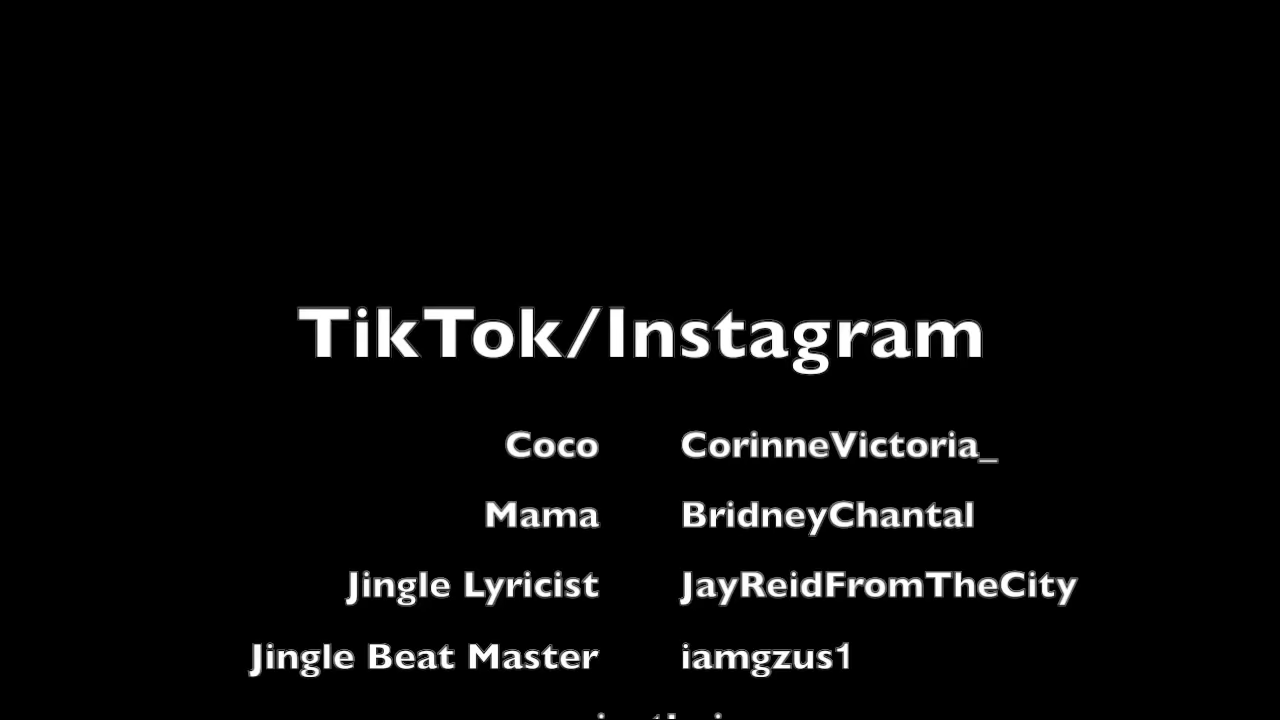 TikTok/Instagram
Coco CorinneVictoria_
Mama BridneyChantal
Jingle Lyricist JayReidFromTheCity
Jingle Beat Master iamgzus1